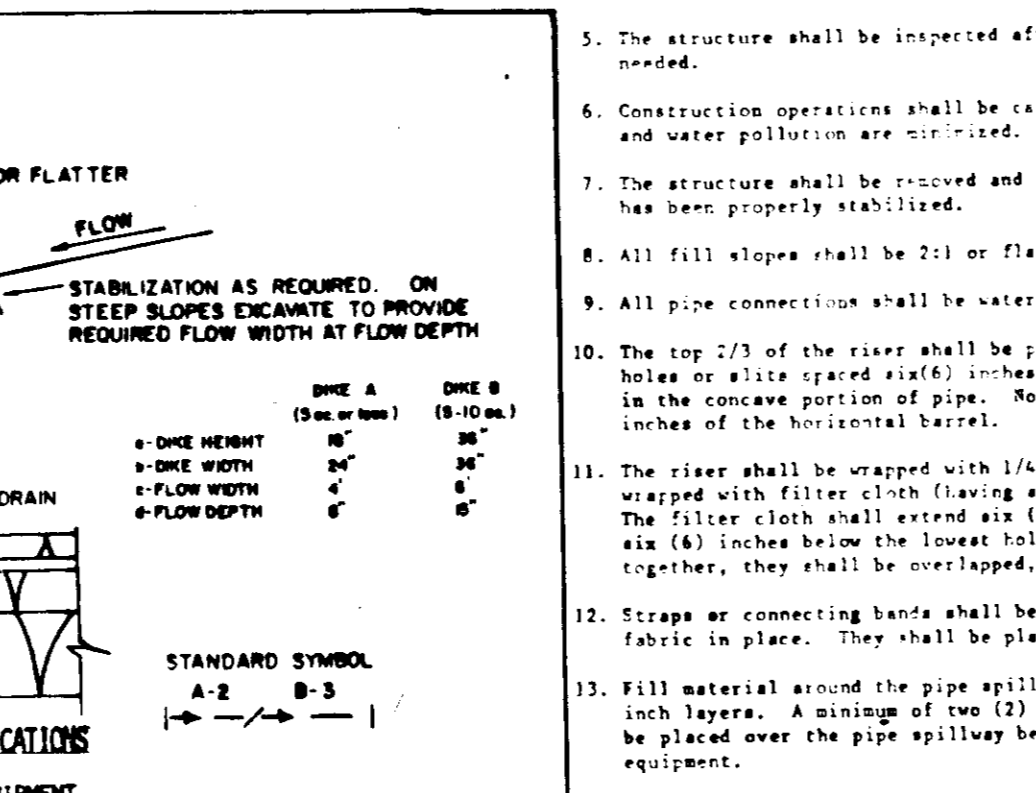 OR FLATTER
FLOW
STABILIZATION AS REQUIRED. ON
STEEP SLOPES EXCAVATE TO PROVIDE
REQUIRED FLOW WIDTH AT FLOW DEPTH
DIKE A DIKE B
(5 ac. or less) (5-10 ac.)
a-DIKE HEIGHT 18" 36"
b-DIKE WIDTH 24" 36"
c-FLOW WIDTH 4' 6'
d-FLOW DEPTH 8" 15"
DRAIN
STANDARD SYMBOL
A-2 B-3
CATIONS
UIPMENT
5. The structure shall be inspected af
needed.
6. Construction operations shall be ca
and water pollution are minimized.
7. The structure shall be removed and
has been properly stabilized.
8. All fill slopes shall be 2:1 or fla
9. All pipe connections shall be water
10. The top 2/3 of the riser shall be p
holes or slits spaced six(6) inches
in the concave portion of pipe. No
inches of the horizontal barrel.
11. The riser shall be wrapped with 1/4
wrapped with filter cloth (having a
The filter cloth shall extend six (
six (6) inches below the lowest hol
together, they shall be overlapped,
12. Straps or connecting bands shall be
fabric in place. They shall be pla
13. Fill material around the pipe spill
inch layers. A minimum of two (2)
be placed over the pipe spillway be
equipment.